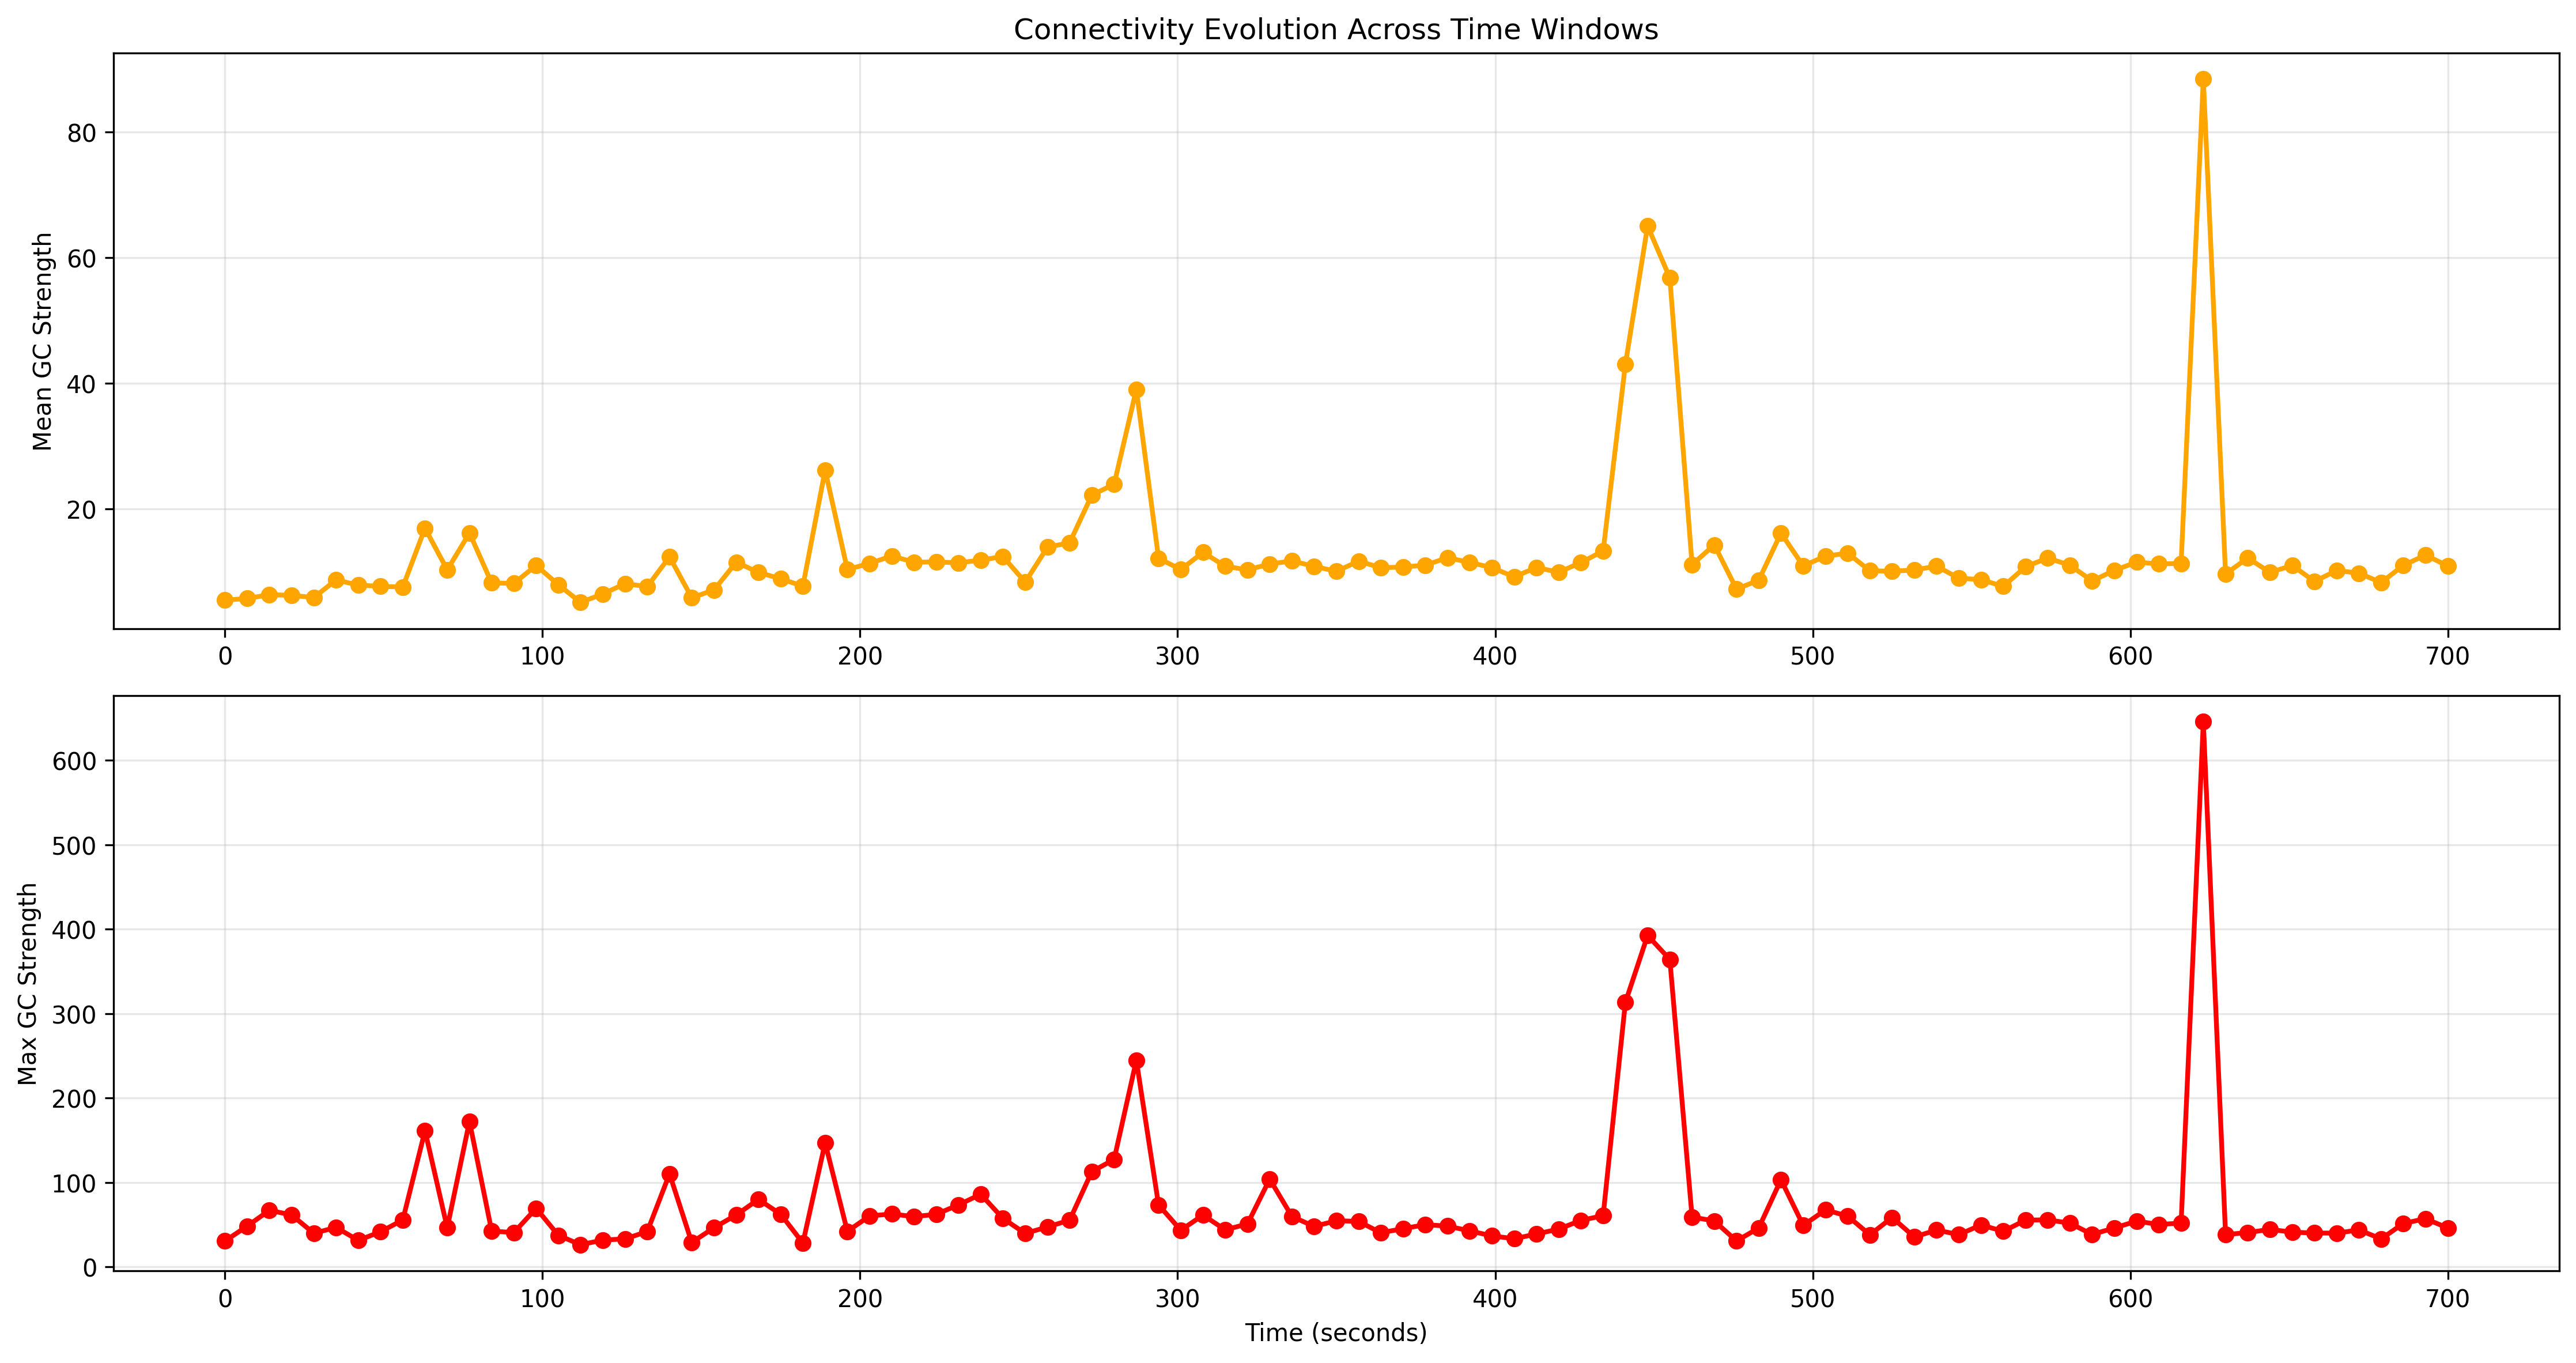 Connectivity Evolution Across Time Windows
Mean GC Strength
80
60
40
20
0 100 200 300 400 500 600 700
Max GC Strength
600
500
400
300
200
100
0
0 100 200 300 400 500 600 700
Time (seconds)